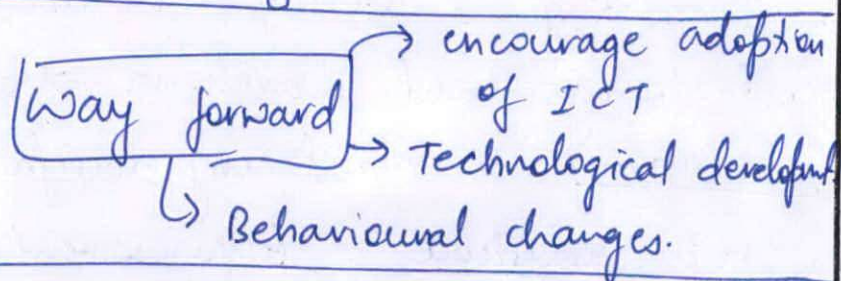 encourage adoption
Way forward of ICT
Technological development
Behavioural changes.